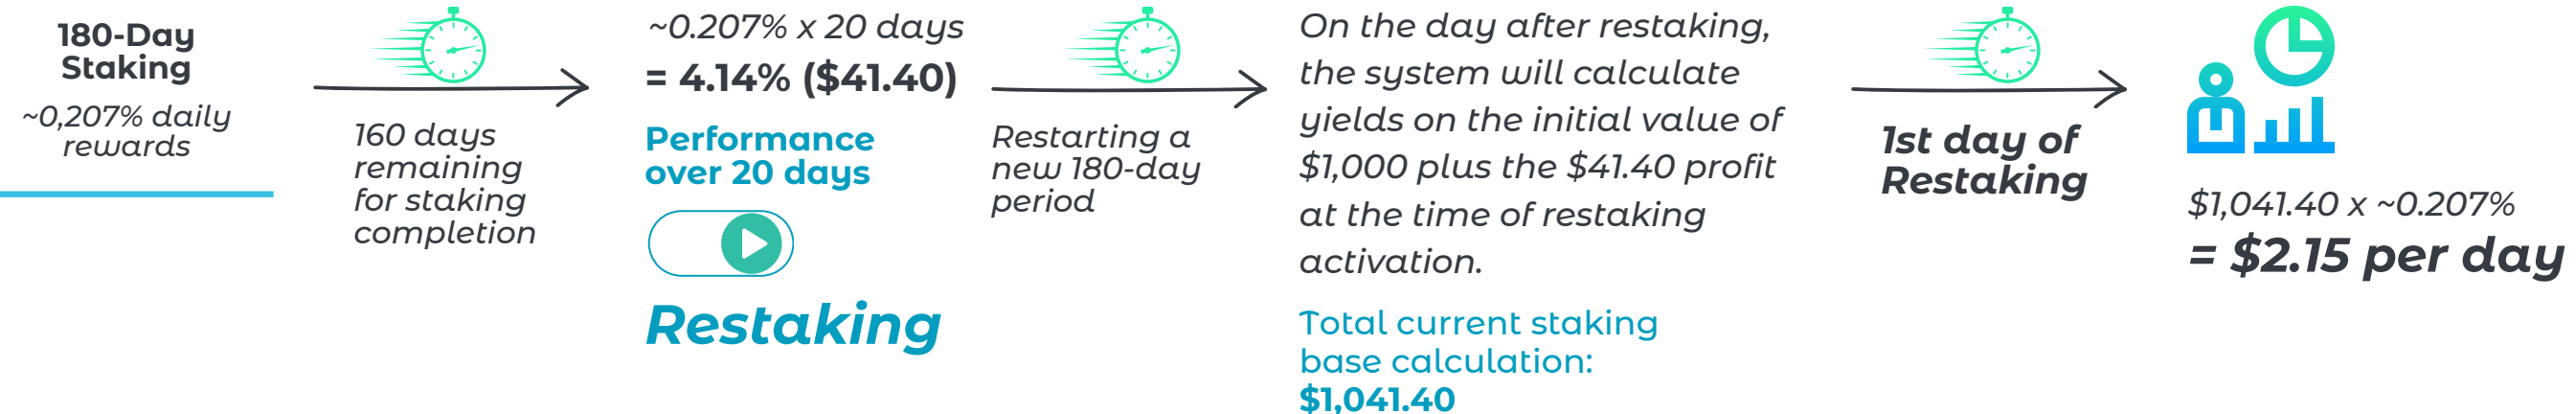 180-Day
Staking
~0,207% daily
rewards
160 days
remaining
for staking
completion
~0.207% x 20 days
= 4.14% ($41.40)
Performance
over 20 days
Restaking
Restarting a
new 180-day
period
On the day after restaking,
the system will calculate
yields on the initial value of
$1,000 plus the $41.40 profit
at the time of restaking
activation.
Total current staking
base calculation:
$1,041.40
1st day of
Restaking
$1,041.40 x ~0.207%
= $2.15 per day